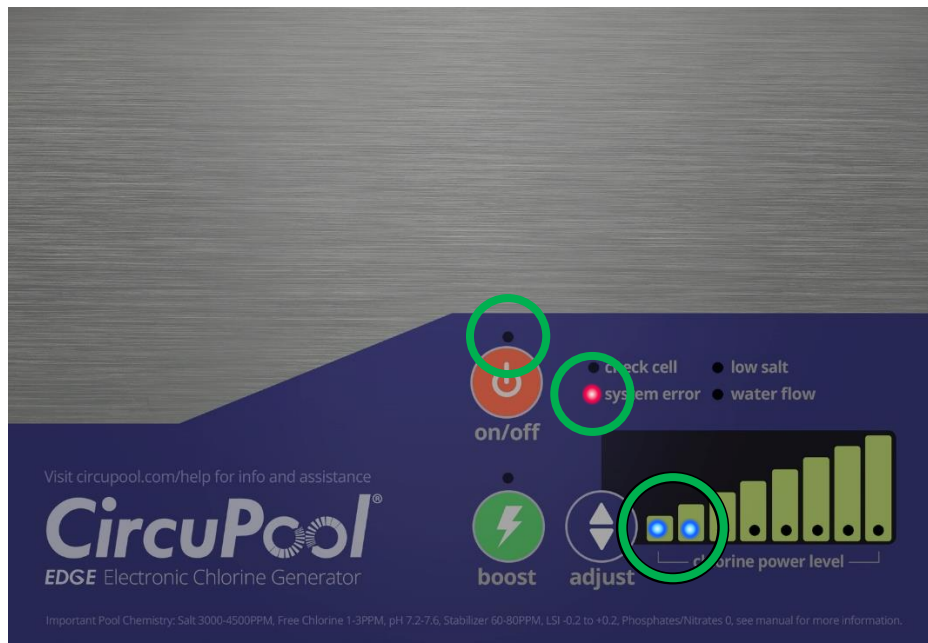 check cell low salt
system error water flow
on/off
Visit circupool.com/help for info and assistance
CircuPool®
EDGE Electronic Chlorine Generator
boost adjust
chlorine power level
Important Pool Chemistry: Salt 3000-4500PPM, Free Chlorine 1-3PPM, pH 7.2-7.6, Stabilizer 60-80PPM, LSI -0.2 to +0.2, Phosphates/Nitrates 0, see manual for more information.